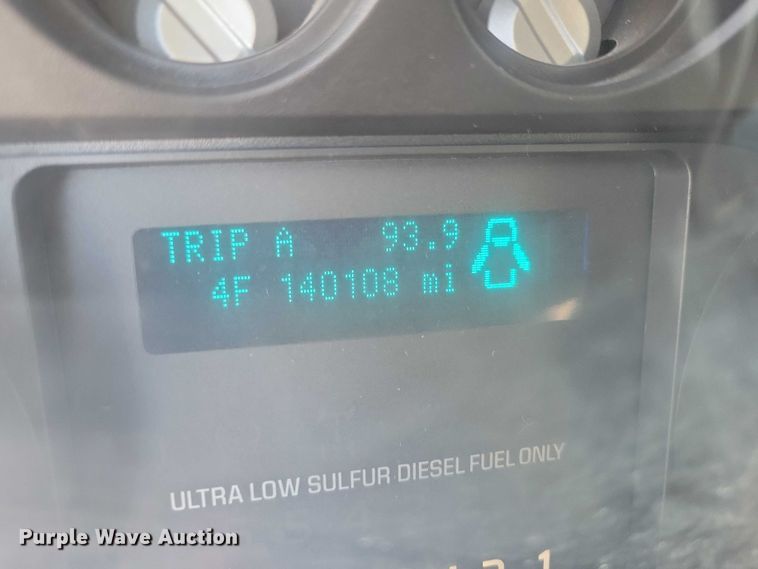 TRIP A 93.9
4F 140108 mi
ULTRA LOW SULFUR DIESEL FUEL ONLY
Purple Wave Auction